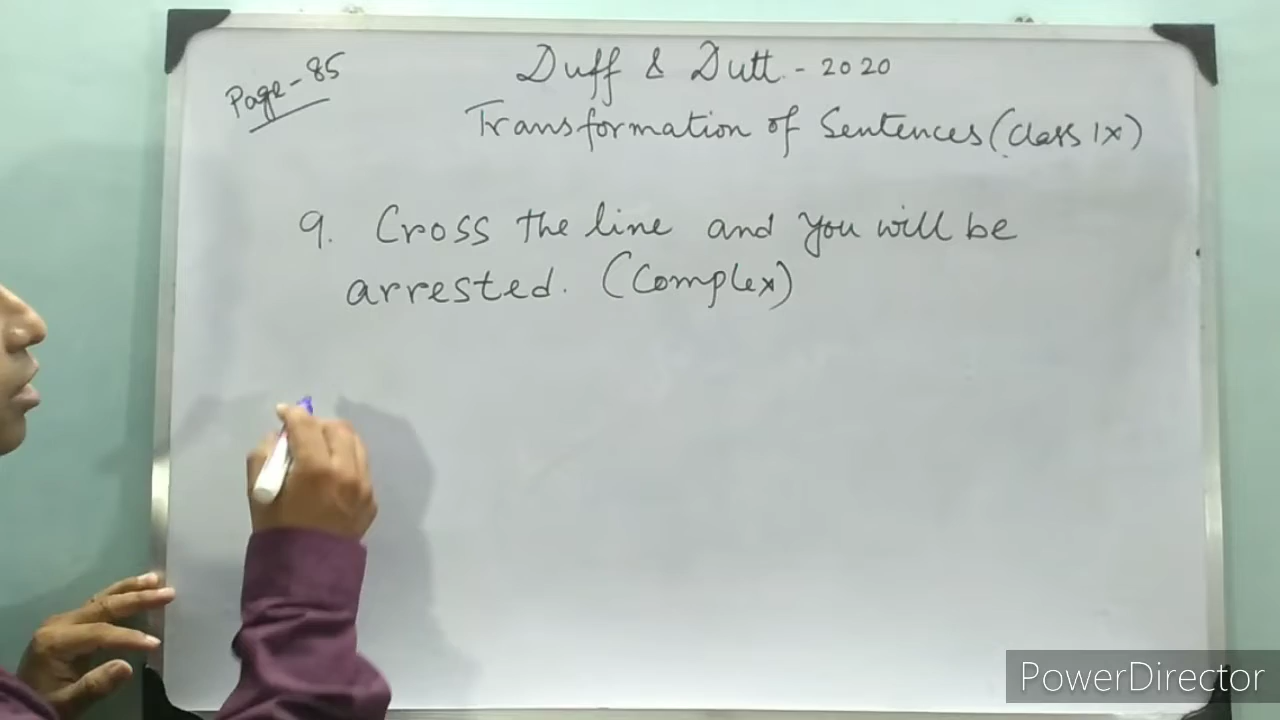 Page-85
Duff & Dutt - 2020
Transformation of Sentences (Class IX)
9. Cross the line and you will be
arrested. (Complex)
PowerDirector